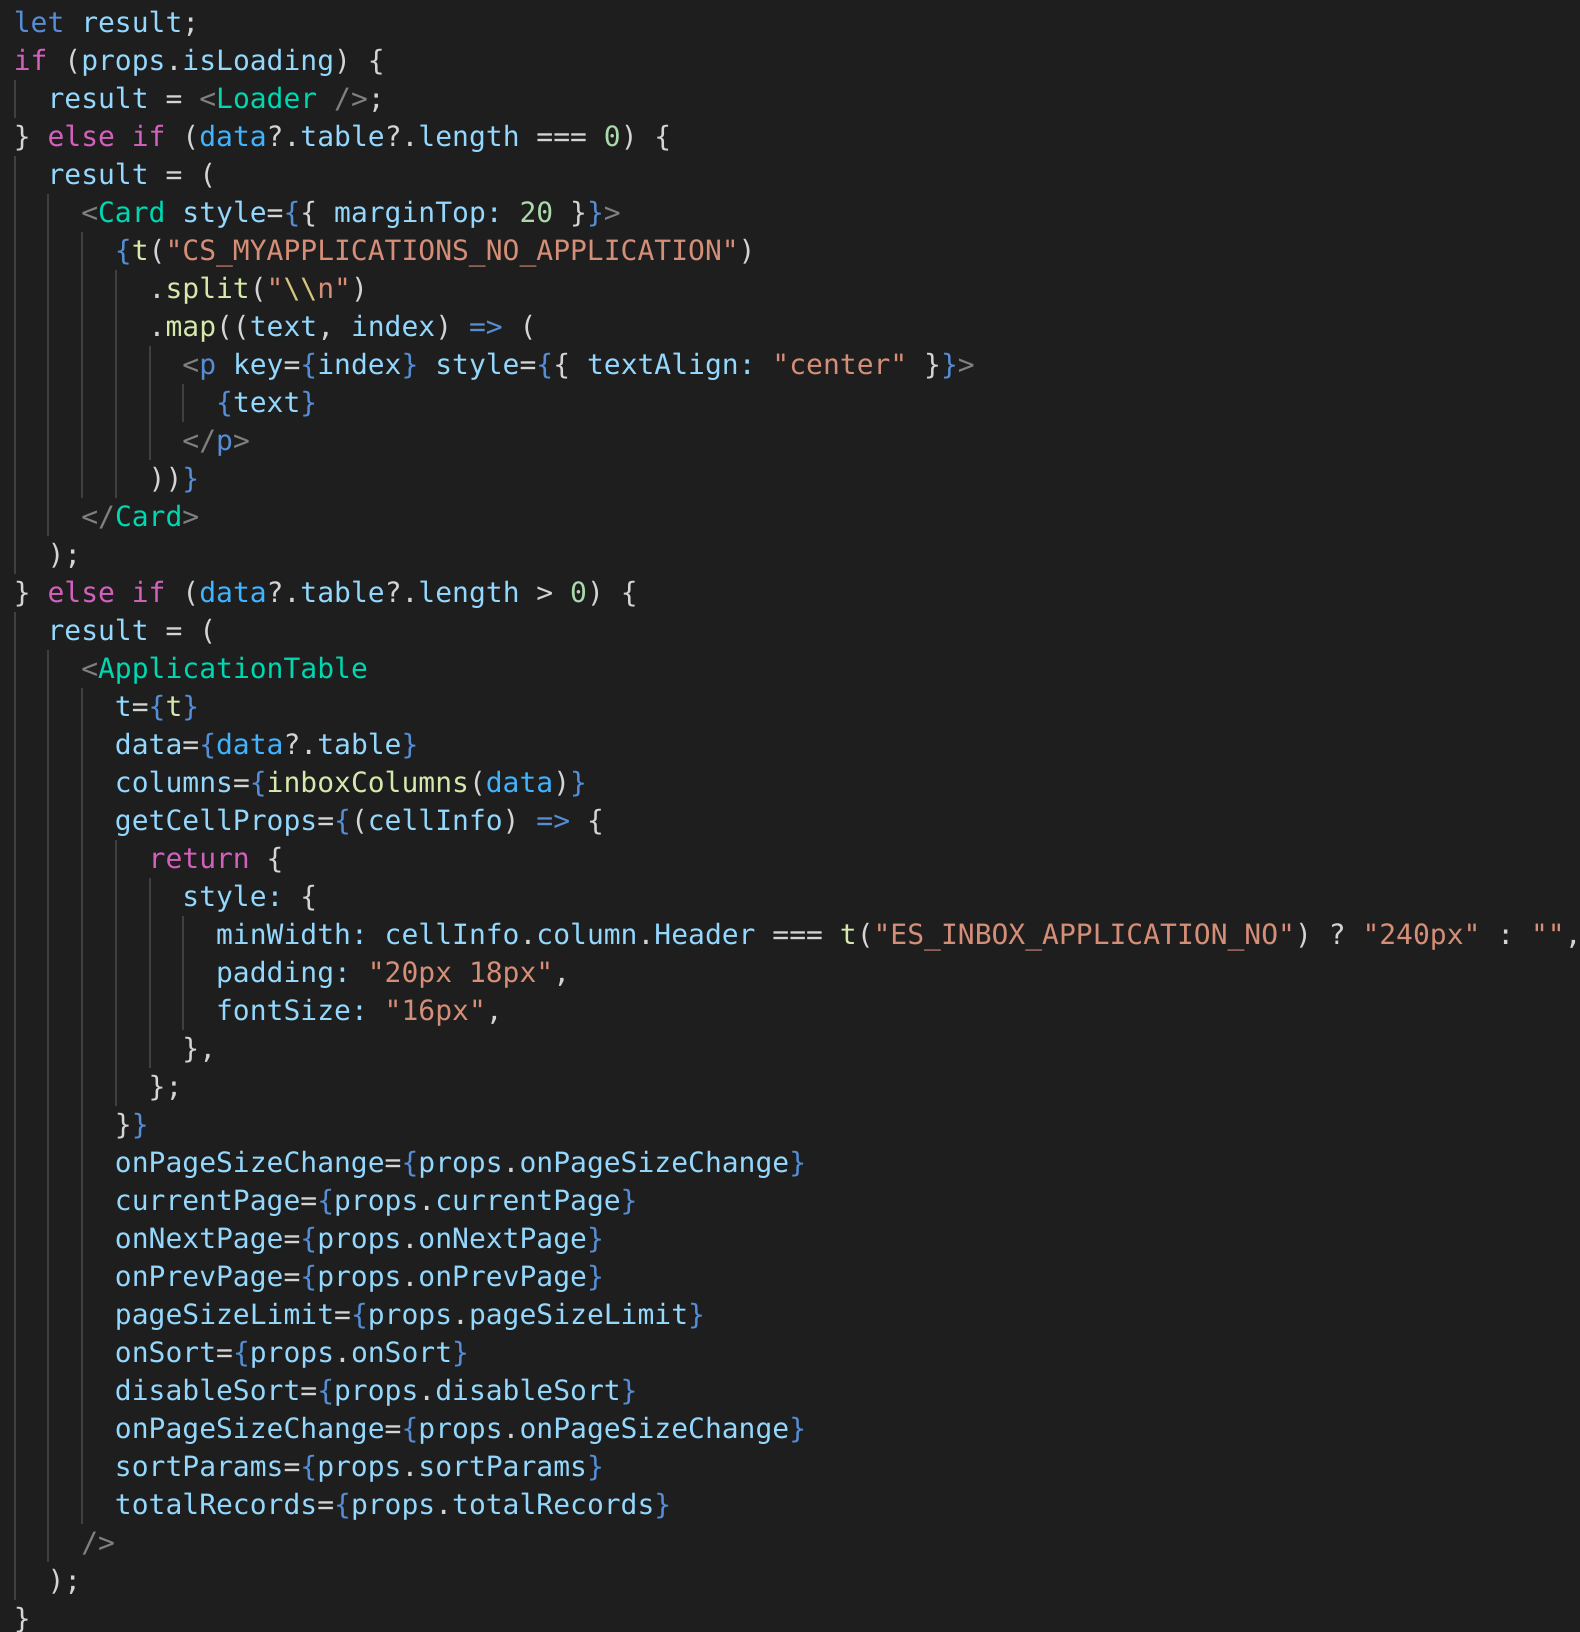 let result;
if (props.isLoading) {
  result = <Loader />;
} else if (data?.table?.length === 0) {
  result = (
    <Card style={{ marginTop: 20 }}>
      {t("CS_MYAPPLICATIONS_NO_APPLICATION")
        .split("\\n")
        .map((text, index) => (
          <p key={index} style={{ textAlign: "center" }}>
            {text}
          </p>
        ))}
    </Card>
  );
} else if (data?.table?.length > 0) {
  result = (
    <ApplicationTable
      t={t}
      data={data?.table}
      columns={inboxColumns(data)}
      getCellProps={(cellInfo) => {
        return {
          style: {
            minWidth: cellInfo.column.Header === t("ES_INBOX_APPLICATION_NO") ? "240px" : "",
            padding: "20px 18px",
            fontSize: "16px",
          },
        };
      }}
      onPageSizeChange={props.onPageSizeChange}
      currentPage={props.currentPage}
      onNextPage={props.onNextPage}
      onPrevPage={props.onPrevPage}
      pageSizeLimit={props.pageSizeLimit}
      onSort={props.onSort}
      disableSort={props.disableSort}
      onPageSizeChange={props.onPageSizeChange}
      sortParams={props.sortParams}
      totalRecords={props.totalRecords}
    />
  );
}